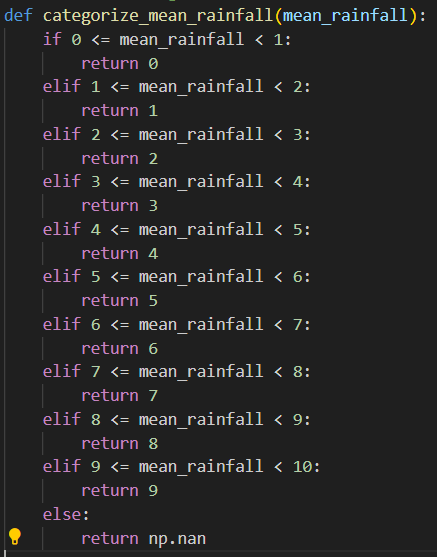 def categorize_mean_rainfall(mean_rainfall):
    if 0 <= mean_rainfall < 1:
        return 0
    elif 1 <= mean_rainfall < 2:
        return 1
    elif 2 <= mean_rainfall < 3:
        return 2
    elif 3 <= mean_rainfall < 4:
        return 3
    elif 4 <= mean_rainfall < 5:
        return 4
    elif 5 <= mean_rainfall < 6:
        return 5
    elif 6 <= mean_rainfall < 7:
        return 6
    elif 7 <= mean_rainfall < 8:
        return 7
    elif 8 <= mean_rainfall < 9:
        return 8
    elif 9 <= mean_rainfall < 10:
        return 9
    else:
        return np.nan